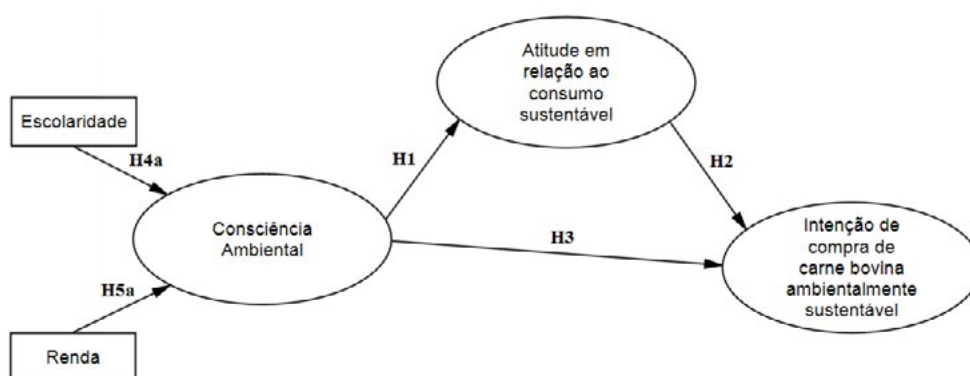 Atitude em
relação ao
consumo
sustentável
Escolaridade
H4a
H1
H2
Consciência
Ambiental
H3
Intenção de
compra de
carne bovina
ambientalmente
sustentável
H5a
Renda